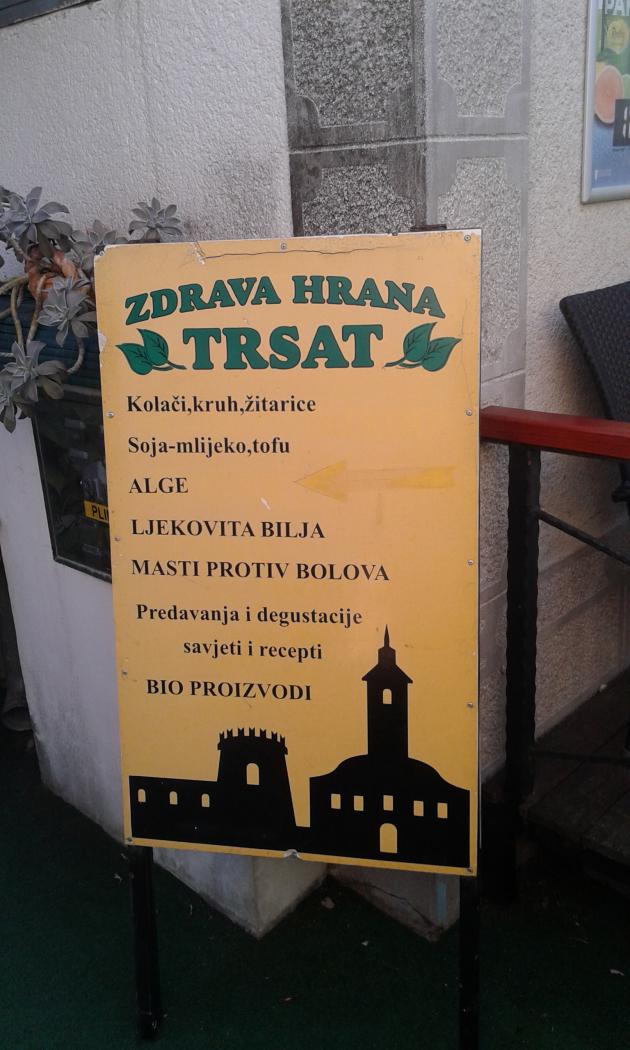 ZDRAVA HRANA
TRSAT
Kolači,kruh,žitarice
Soja-mlijeko,tofu
ALGE
LJEKOVITA BILJA
MASTI PROTIV BOLOVA
Predavanja i degustacije
savjeti i recepti
BIO PROIZVODI